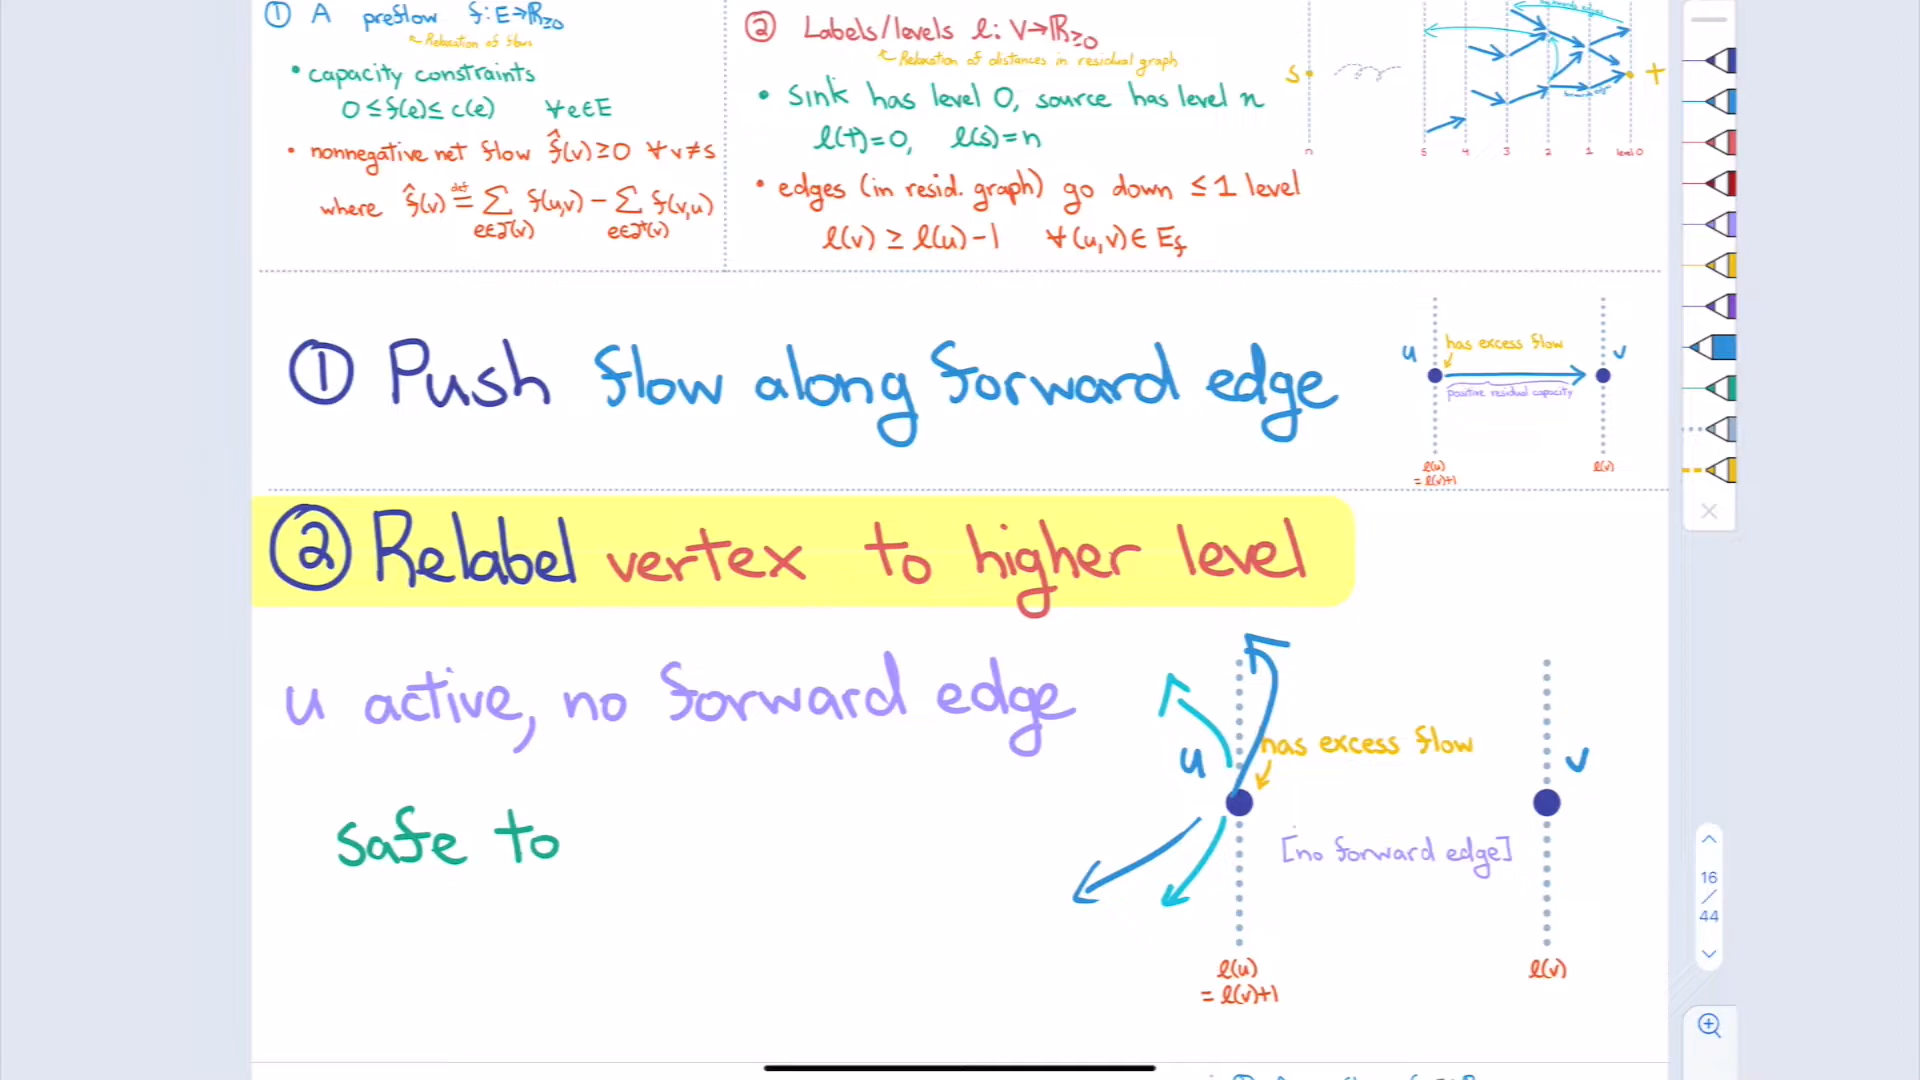 ① A preflow f: E→ℝ≥0
↖ Relaxation of flows
• capacity constraints
0 ≤ f(e) ≤ c(e) ∀e∈E
• nonnegative net flow f̂(v) ≥ 0 ∀v≠s
where f̂(v) def= ∑ f(u,v) − ∑ f(v,u)
e∈∂⁻(v) e∈∂⁺(v)
② Labels/levels ℓ: V→ℝ≥0
↖ Relaxation of distances in residual graph
• Sink has level 0, source has level n
ℓ(t)=0, ℓ(s)=n
• edges (in resid. graph) go down ≤ 1 level
ℓ(v) ≥ ℓ(u)−1 ∀(u,v)∈ E_f
s
t
n 5 4 3 2 1 level 0
① Push flow along forward edge
u has excess flow v
positive residual capacity
ℓ(u) ℓ(v)
= ℓ(v)+1
② Relabel vertex to higher level
u active, no forward edge
safe to
u has excess flow v
[no forward edge]
ℓ(u) ℓ(v)
= ℓ(v)+1
16
/
44